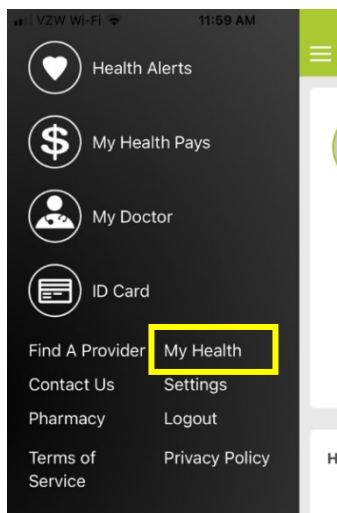 VZW Wi-Fi 11:59 AM
Health Alerts
$ My Health Pays
My Doctor
ID Card
Find A Provider My Health
Contact Us Settings
Pharmacy Logout
Terms of Privacy Policy
Service
H